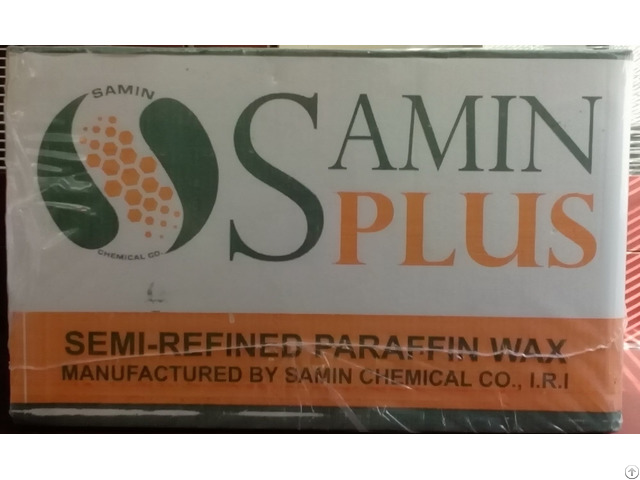 SAMIN
CHEMICAL CO.
SAMIN
PLUS
SEMI-REFINED PARAFFIN WAX
MANUFACTURED BY SAMIN CHEMICAL CO., I.R.I